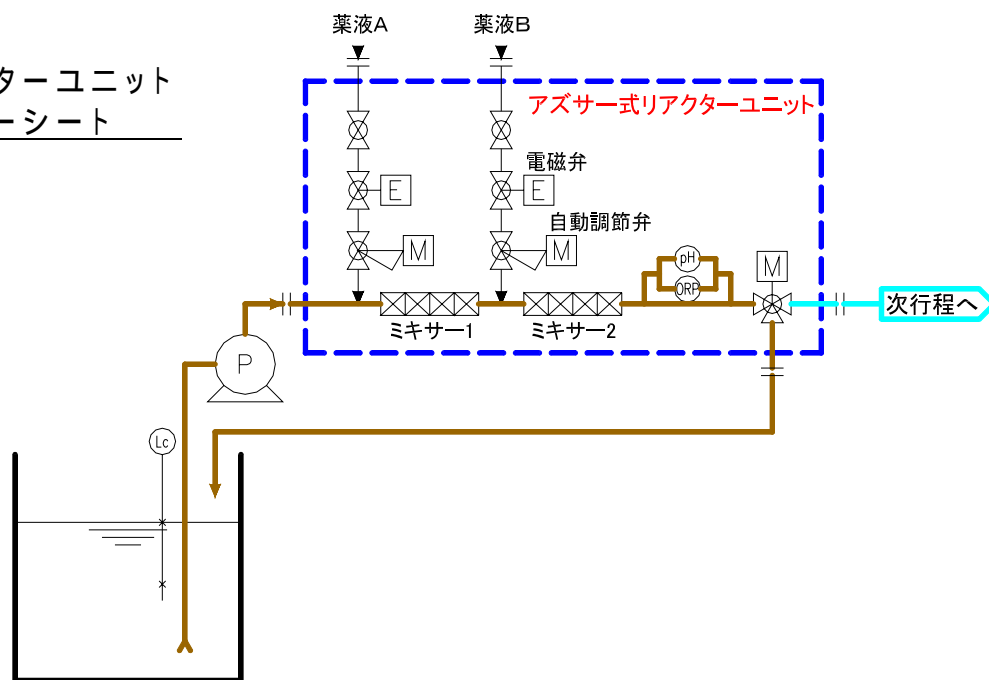 薬液A
薬液B
ターユニット
ーシート
アズサー式リアクターユニット
電磁弁
E
E
自動調節弁
M
M
pH
ORP
M
次行程へ
ミキサー1
ミキサー2
P
Lc